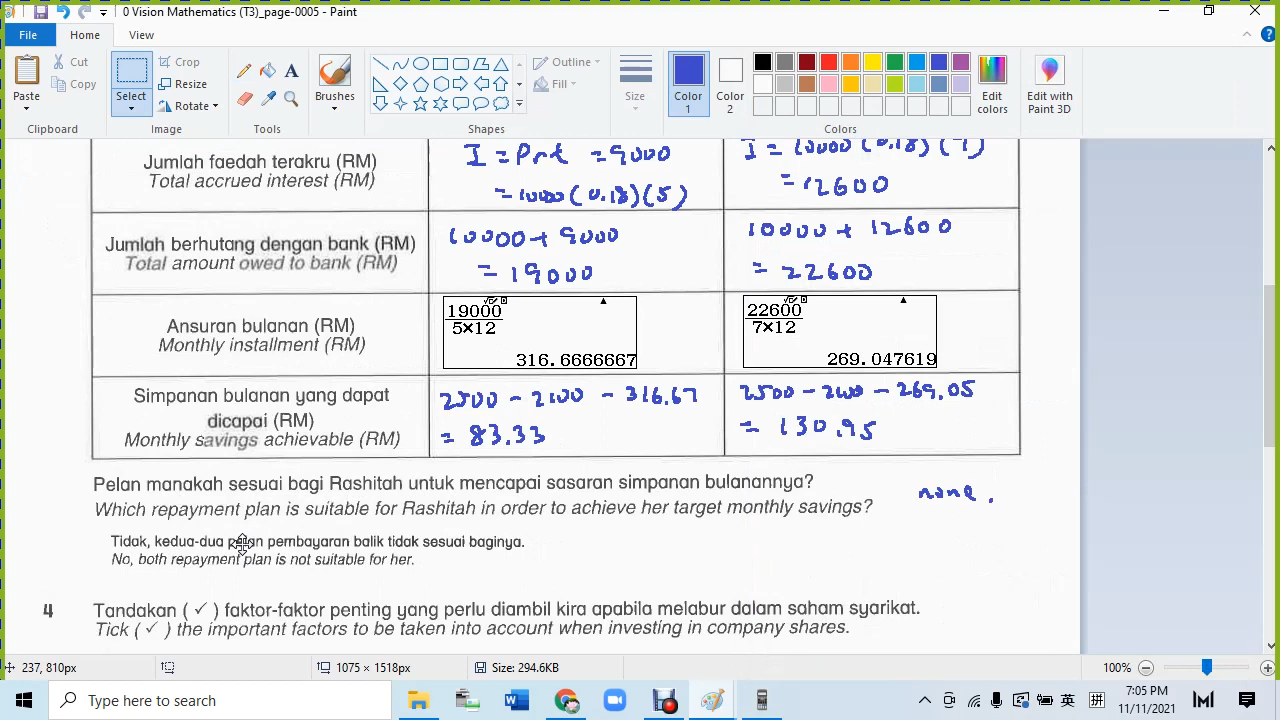 0 Vision Mathematics (T3)_page-0005 - Paint
File Home View
Paste
Cut
Copy
Clipboard
Select
Crop
Resize
Rotate
Image
Tools
Brushes
Shapes
Outline
Fill
Size
Color 1
Color 2
Colors
Edit colors
Edit with Paint 3D
Jumlah faedah terakru (RM)
Total accrued interest (RM)
I = Prt = 9000
= 10000 (0.18)(5)
I = 10000 (0.18)(7)
= 12600
Jumlah berhutang dengan bank (RM)
Total amount owed to bank (RM)
10000 + 9000
= 19000
10000 + 12600
= 22600
Ansuran bulanan (RM)
Monthly installment (RM)
19000
5×12
316.6666667
22600
7×12
269.047619
Simpanan bulanan yang dapat
dicapai (RM)
Monthly savings achievable (RM)
2500 - 2100 - 316.67
= 83.33
2500 - 2100 - 269.05
= 130.95
Pelan manakah sesuai bagi Rashitah untuk mencapai sasaran simpanan bulanannya?
Which repayment plan is suitable for Rashitah in order to achieve her target monthly savings?
none.
Tidak, kedua-dua pelan pembayaran balik tidak sesuai baginya.
No, both repayment plan is not suitable for her.
4 Tandakan ( ✓ ) faktor-faktor penting yang perlu diambil kira apabila melabur dalam saham syarikat.
Tick ( ✓ ) the important factors to be taken into account when investing in company shares.
237, 810px
1075 × 1518px
Size: 294.6KB
100%
Type here to search
英
拼
7:05 PM
11/11/2021